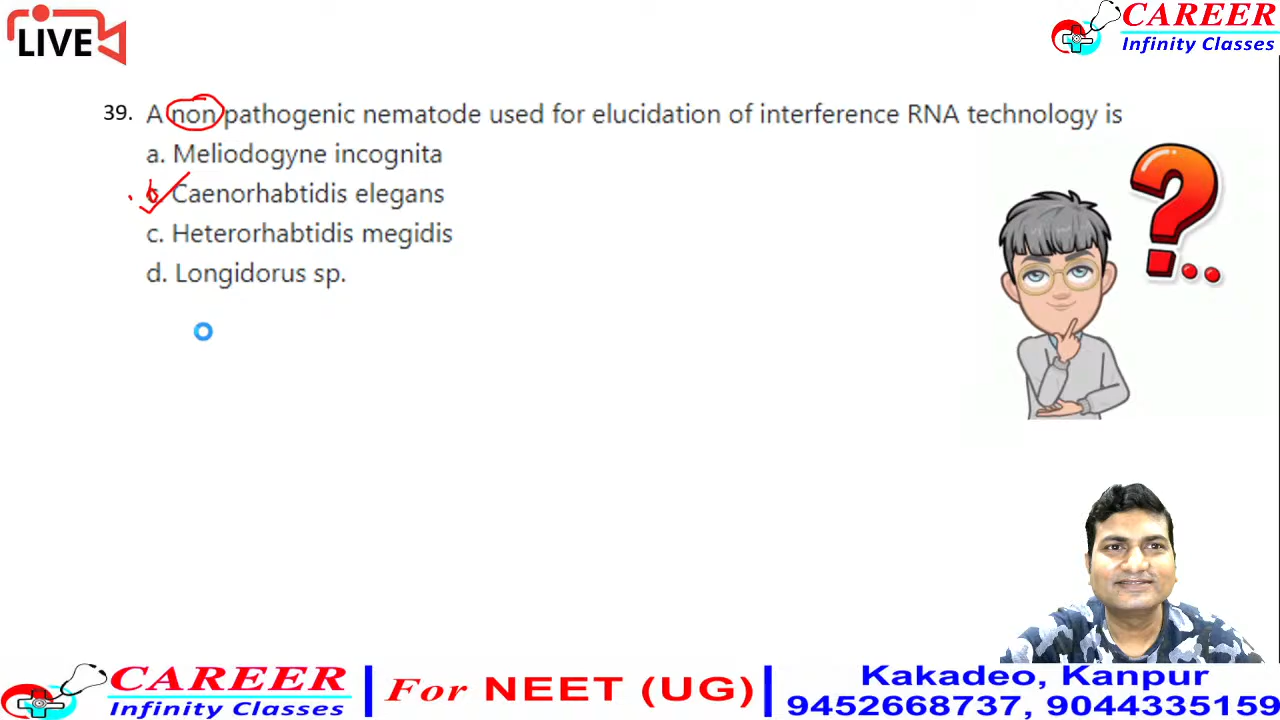 LIVE
CAREER
Infinity Classes
39. A non pathogenic nematode used for elucidation of interference RNA technology is
a. Meliodogyne incognita
b. Caenorhabtidis elegans
c. Heterorhabtidis megidis
d. Longidorus sp.
CAREER
Infinity Classes
For NEET (UG)
Kakadeo, Kanpur
9452668737, 9044335159